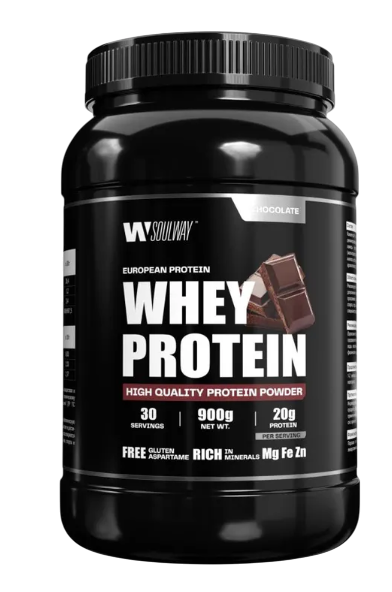 SOULWAY™
CHOCOLATE
EUROPEAN PROTEIN
WHEY
PROTEIN
HIGH QUALITY PROTEIN POWDER
30 900g 20g
SERVINGS NET WT. PROTEIN
PER SERVING
FREE GLUTEN ASPARTAME RICH IN MINERALS Mg Fe Zn